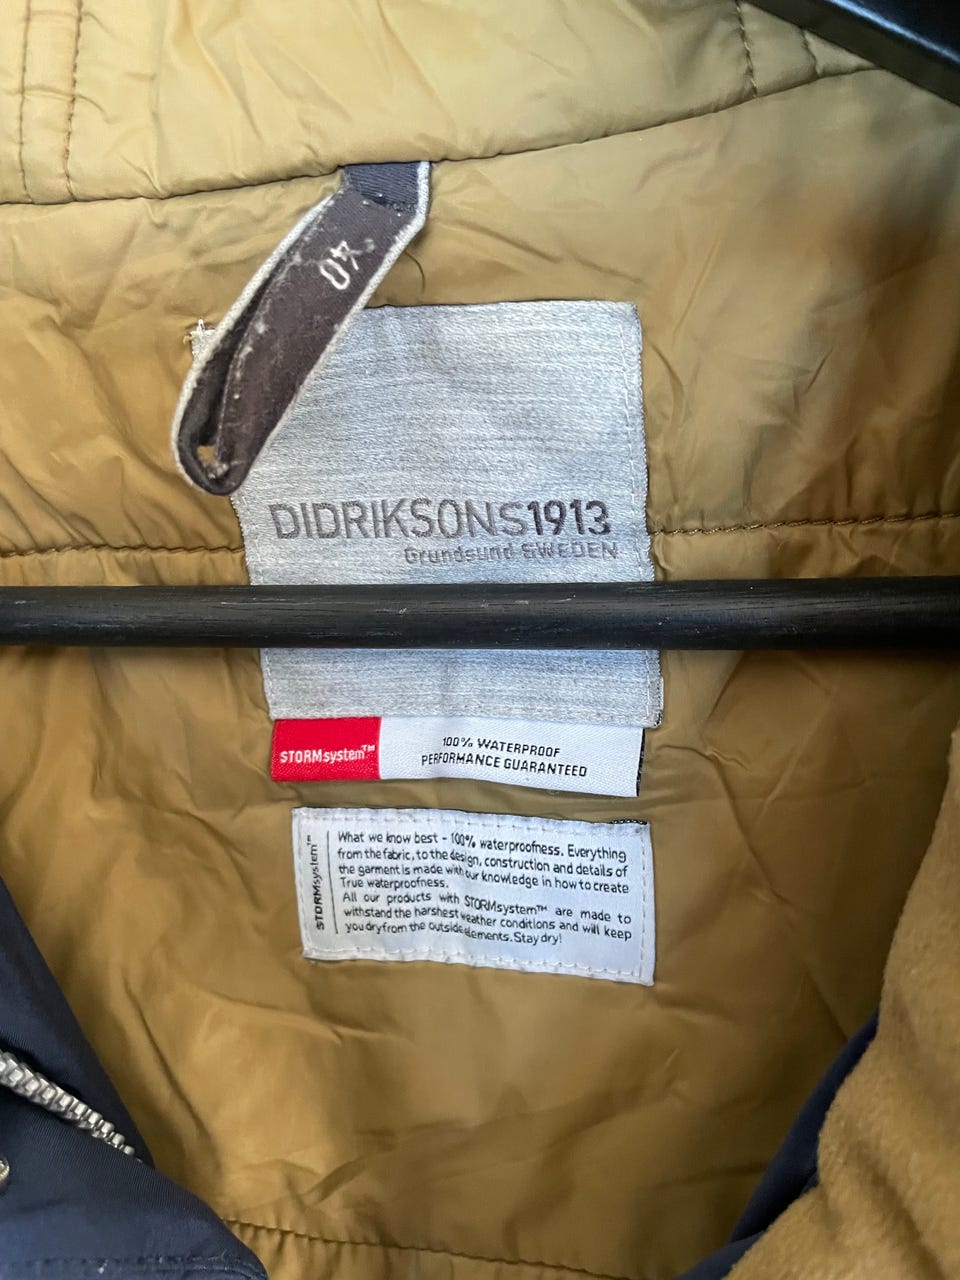 40
DIDRIKSONS1913
Grundsund SWEDEN
STORMsystem™
100% WATERPROOF
PERFORMANCE GUARANTEED
STORMsystem™
What we know best - 100% waterproofness. Everything
from the fabric, to the design, construction and details of
the garment is made with our knowledge in how to create
True waterproofness.
All our products with STORMsystem™ are made to
withstand the harshest weather conditions and will keep
you dry from the outside elements. Stay dry!